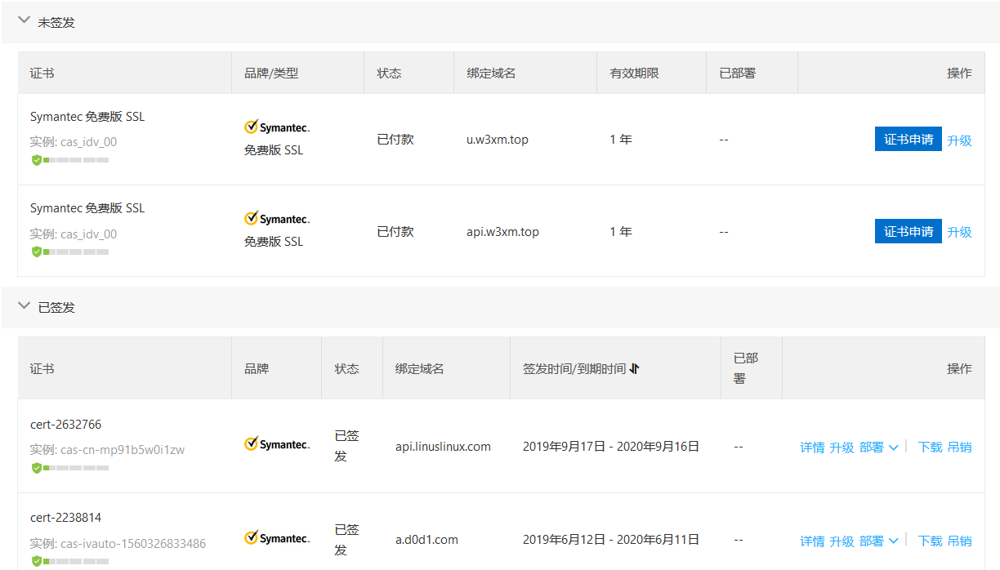 未签发
证书 品牌/类型 状态 绑定域名 有效期限 已部署 操作
Symantec 免费版 SSL
实例: cas_idv_00
Symantec.
免费版 SSL
已付款 u.w3xm.top 1 年 -- 证书申请 升级
Symantec 免费版 SSL
实例: cas_idv_00
Symantec.
免费版 SSL
已付款 api.w3xm.top 1 年 -- 证书申请 升级
已签发
证书 品牌 状态 绑定域名 签发时间/到期时间 已部
署
操作
cert-2632766
实例: cas-cn-mp91b5w0i1zw
Symantec.
已签
发
api.linuslinux.com 2019年9月17日 - 2020年9月16日 -- 详情 升级 部署 下载 吊销
cert-2238814
实例: cas-ivauto-1560326833486
Symantec.
已签
发
a.d0d1.com 2019年6月12日 - 2020年6月11日 -- 详情 升级 部署 下载 吊销